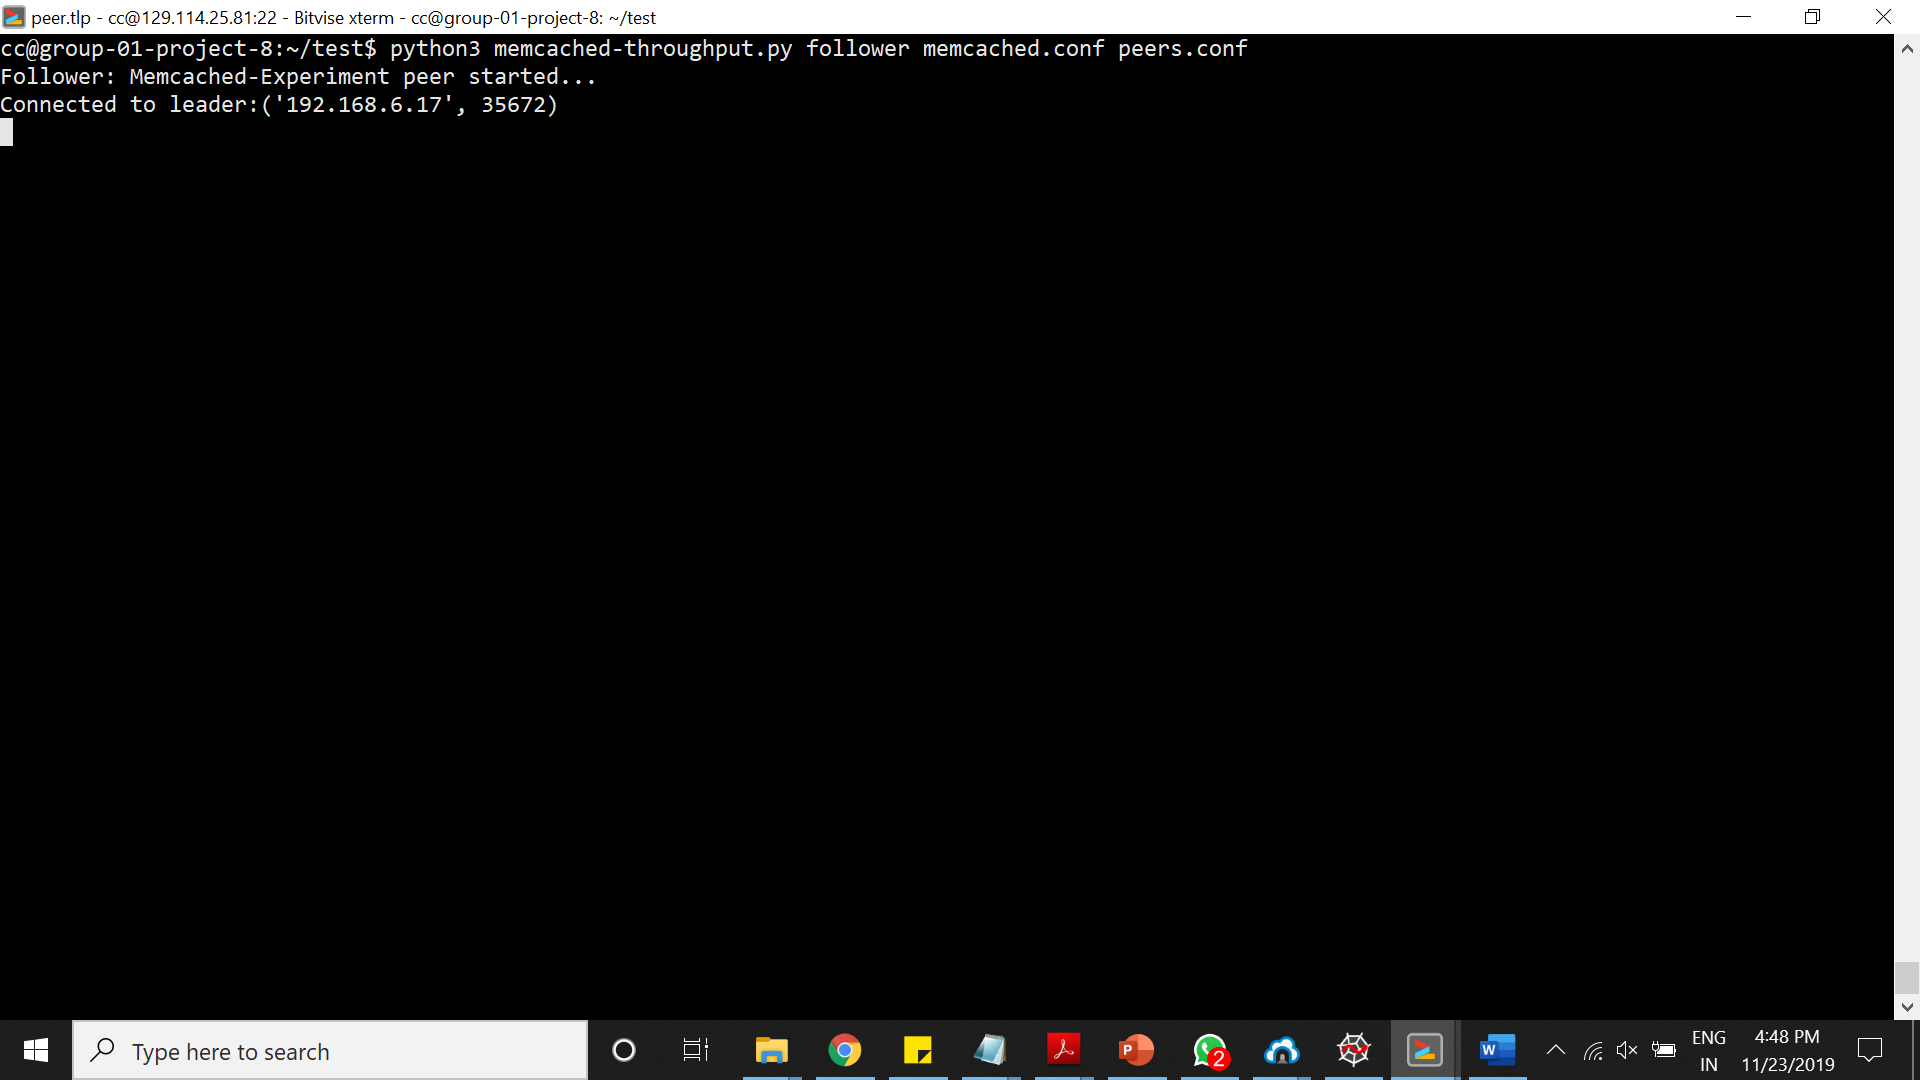 peer.tlp - cc@129.114.25.81:22 - Bitvise xterm - cc@group-01-project-8: ~/test
cc@group-01-project-8:~/test$ python3 memcached-throughput.py follower memcached.conf peers.conf
Follower: Memcached-Experiment peer started...
Connected to leader:('192.168.6.17', 35672)
Type here to search
P
2
W
ENG
IN
4:48 PM
11/23/2019